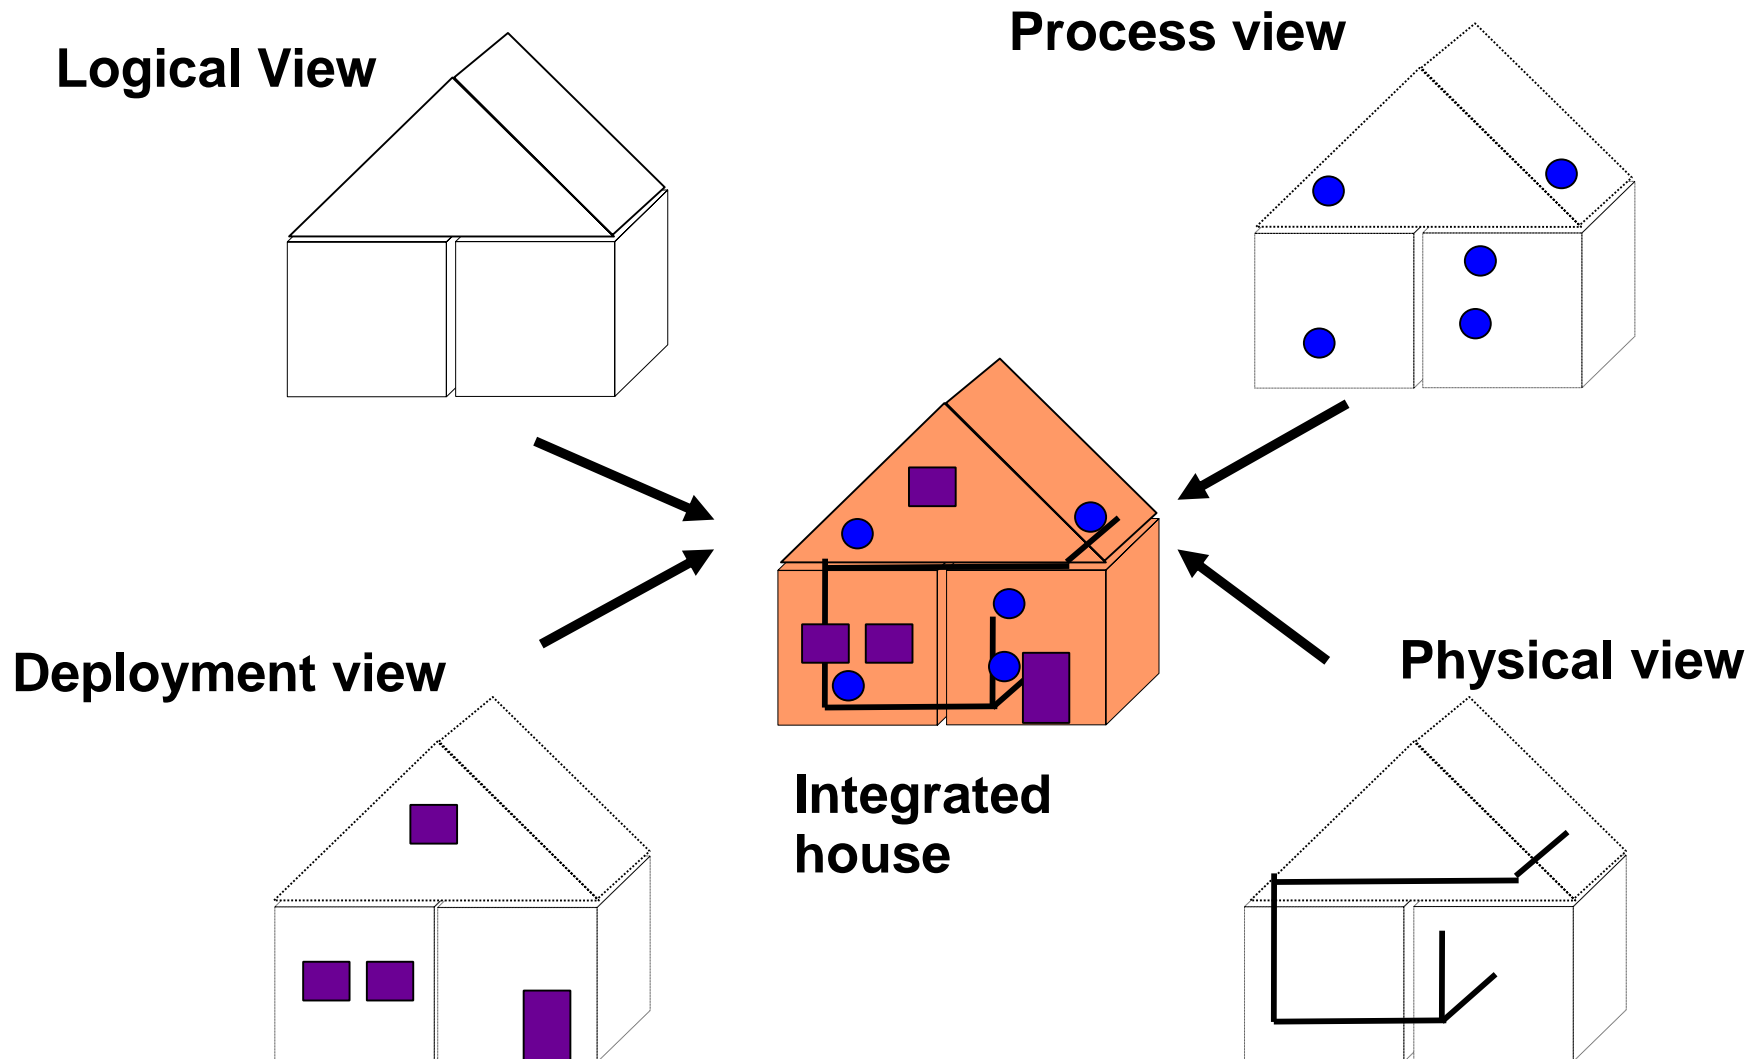 Logical View
Process view
Deployment view
Physical view
Integrated
house